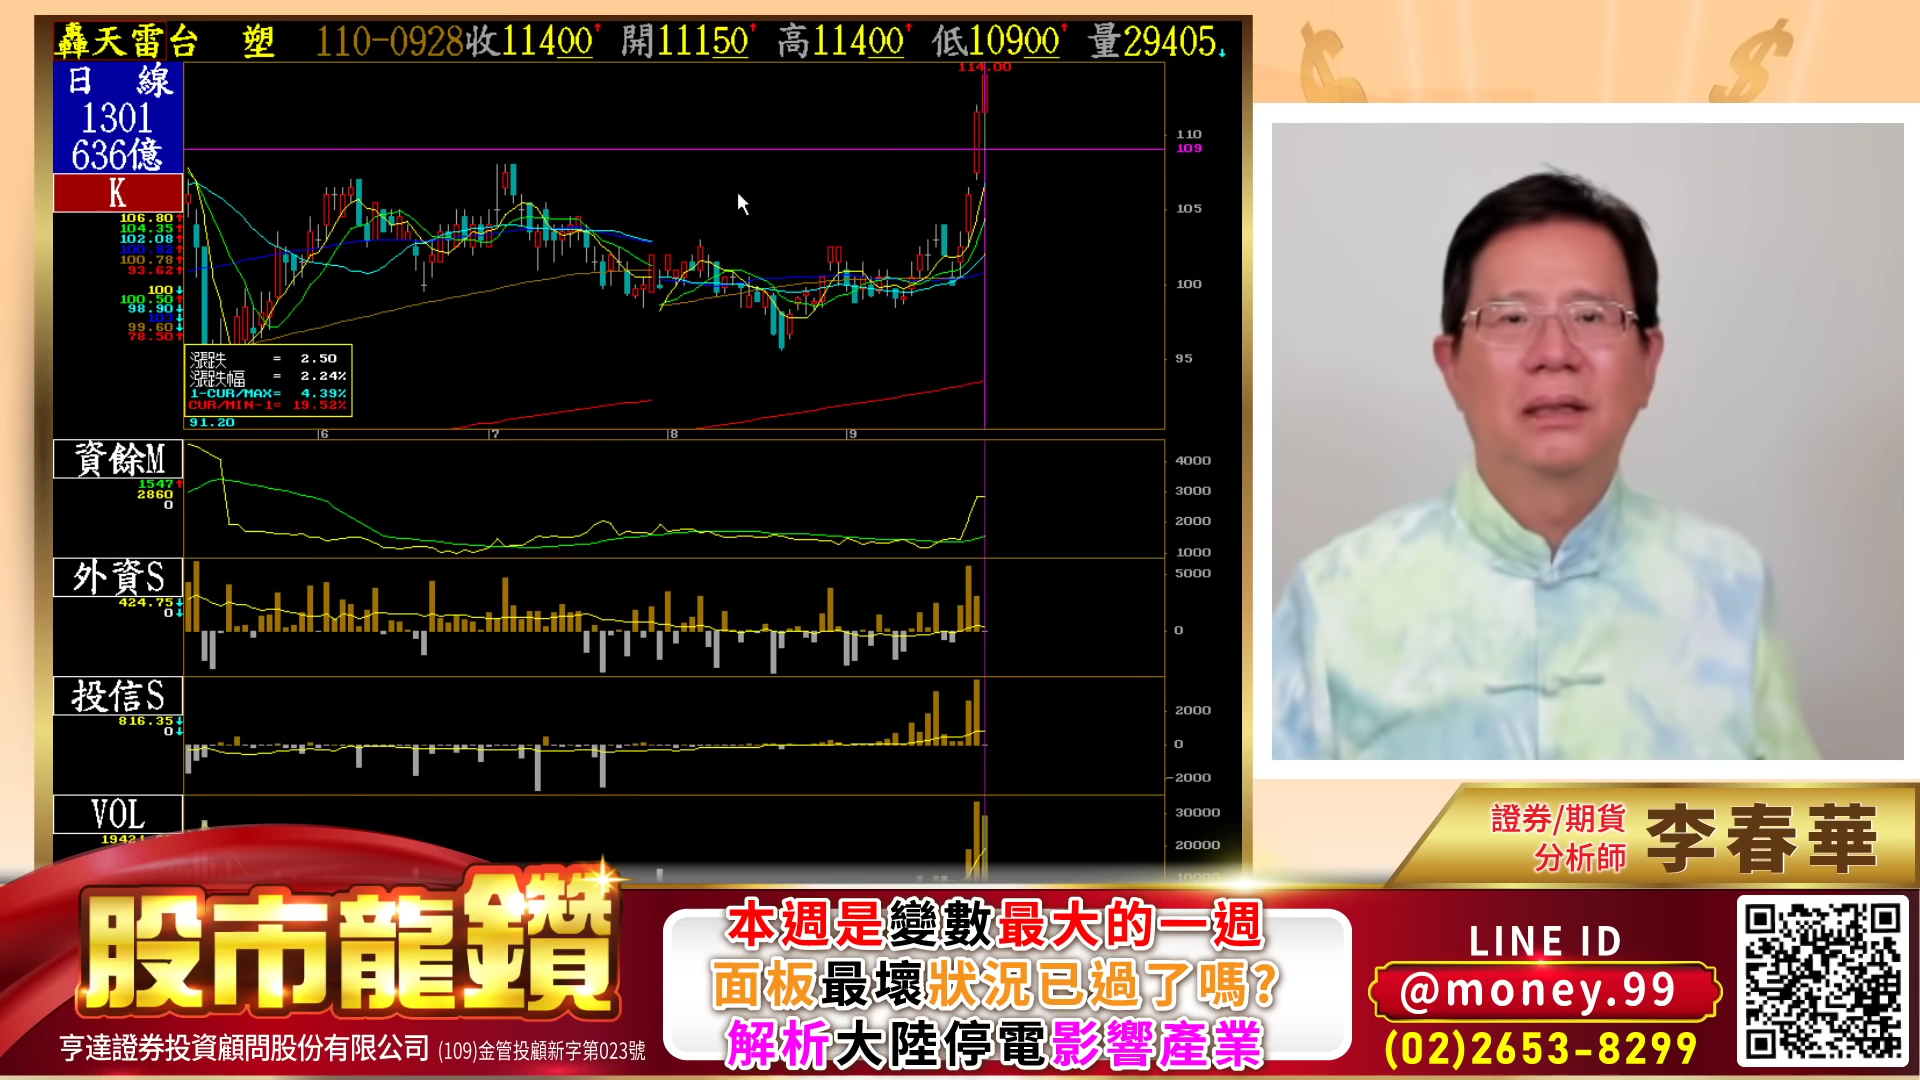 轟天雷台 塑 110-0928收11400↑ 開11150↑ 高11400↑ 低10900↑ 量29405↓
日 線
1301
636億
K
106.80↑
104.35↑
102.08↑
100.78↑
93.62↑
100↓
100.50↑
98.90↓
103↓
99.60↓
78.50↑
114.00
110
109
105
100
95
漲跌 = 2.50
漲跌幅 = 2.24%
1-CUR/MAX= 4.39%
CUR/MIN-1= 19.52%
91.20
6 7 8 9
資餘M
1547↑
2860
0
4000
3000
2000
1000
外資S
424.75↓
0↓
5000
0
投信S
816.35↓
0↓
2000
0
-2000
VOL
30000
20000
10000
證券/期貨
分析師
李春華
股市龍鑽
亨達證券投資顧問股份有限公司 (109)金管投顧新字第023號
本週是變數最大的一週
面板最壞狀況已過了嗎?
解析大陸停電影響產業
LINE ID
@money.99
(02)2653-8299